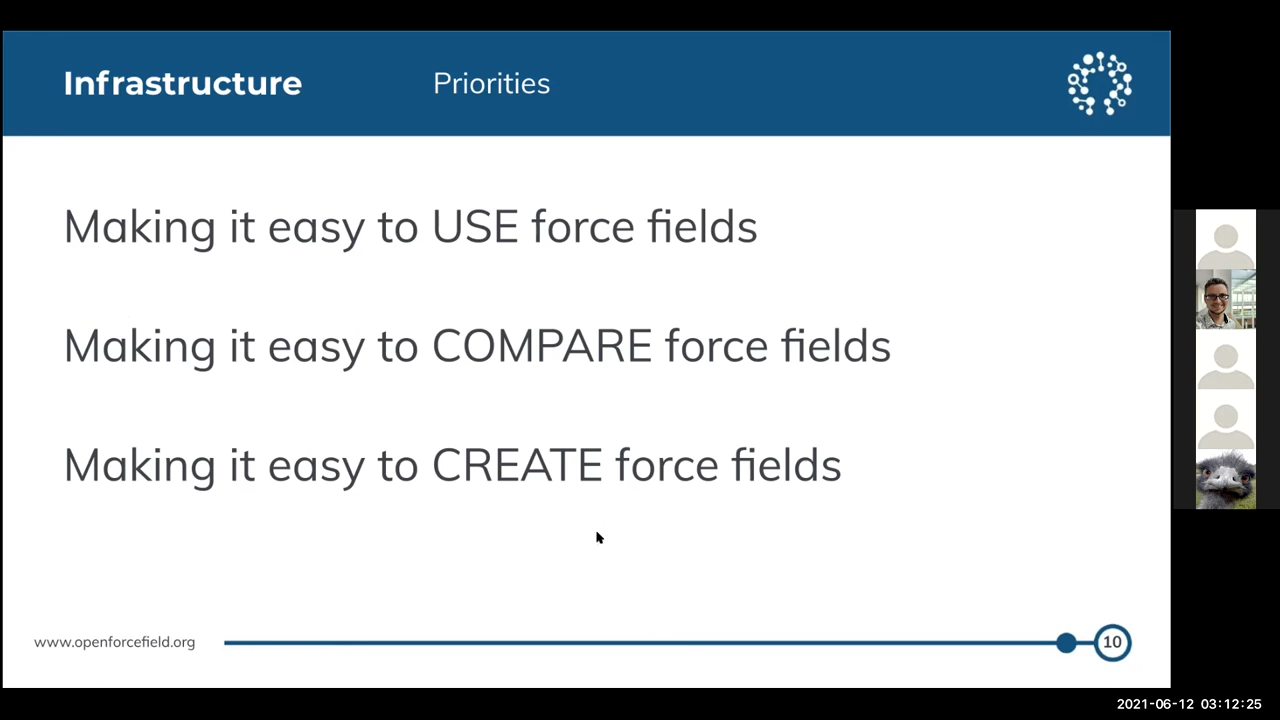 Infrastructure Priorities
Making it easy to USE force fields
Making it easy to COMPARE force fields
Making it easy to CREATE force fields
www.openforcefield.org 10
2021-06-12 03:12:25